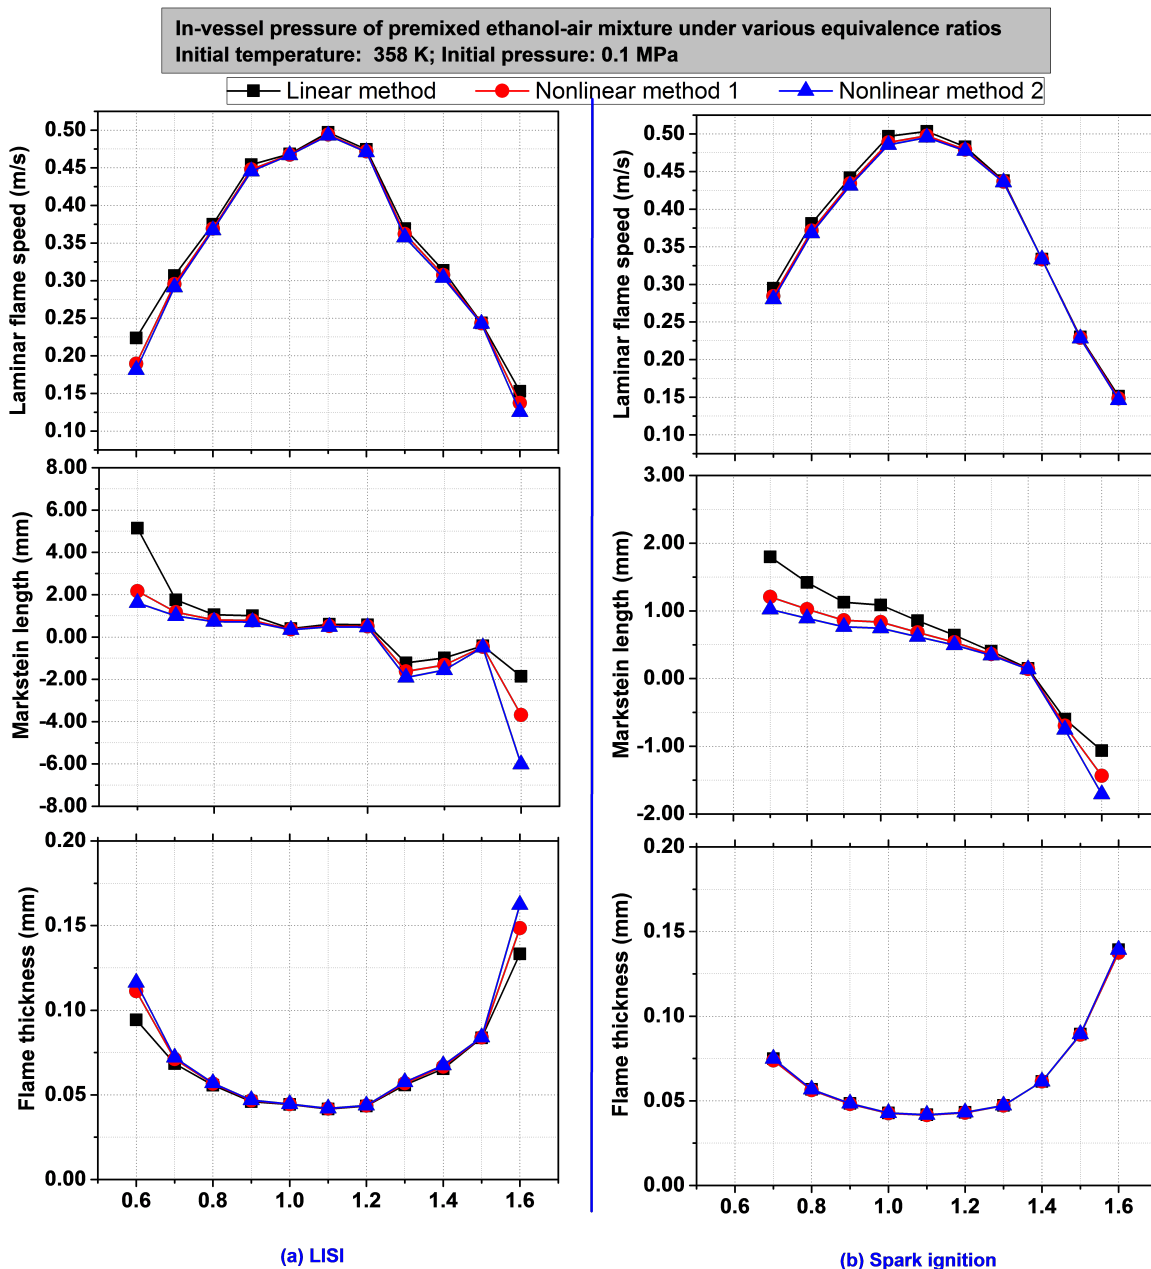 In-vessel pressure of premixed ethanol-air mixture under various equivalence ratios
Initial temperature: 358 K; Initial pressure: 0.1 MPa
Linear method
Nonlinear method 1
Nonlinear method 2
Laminar flame speed (m/s)
0.50
0.45
0.40
0.35
0.30
0.25
0.20
0.15
0.10
Laminar flame speed (m/s)
0.50
0.45
0.40
0.35
0.30
0.25
0.20
0.15
0.10
Markstein length (mm)
8.00
6.00
4.00
2.00
0.00
-2.00
-4.00
-6.00
-8.00
Markstein length (mm)
3.00
2.00
1.00
0.00
-1.00
-2.00
Flame thickness (mm)
0.20
0.15
0.10
0.05
0.00
0.6 0.8 1.0 1.2 1.4 1.6
Flame thickness (mm)
0.20
0.15
0.10
0.05
0.00
0.6 0.8 1.0 1.2 1.4 1.6
(a) LISI
(b) Spark ignition